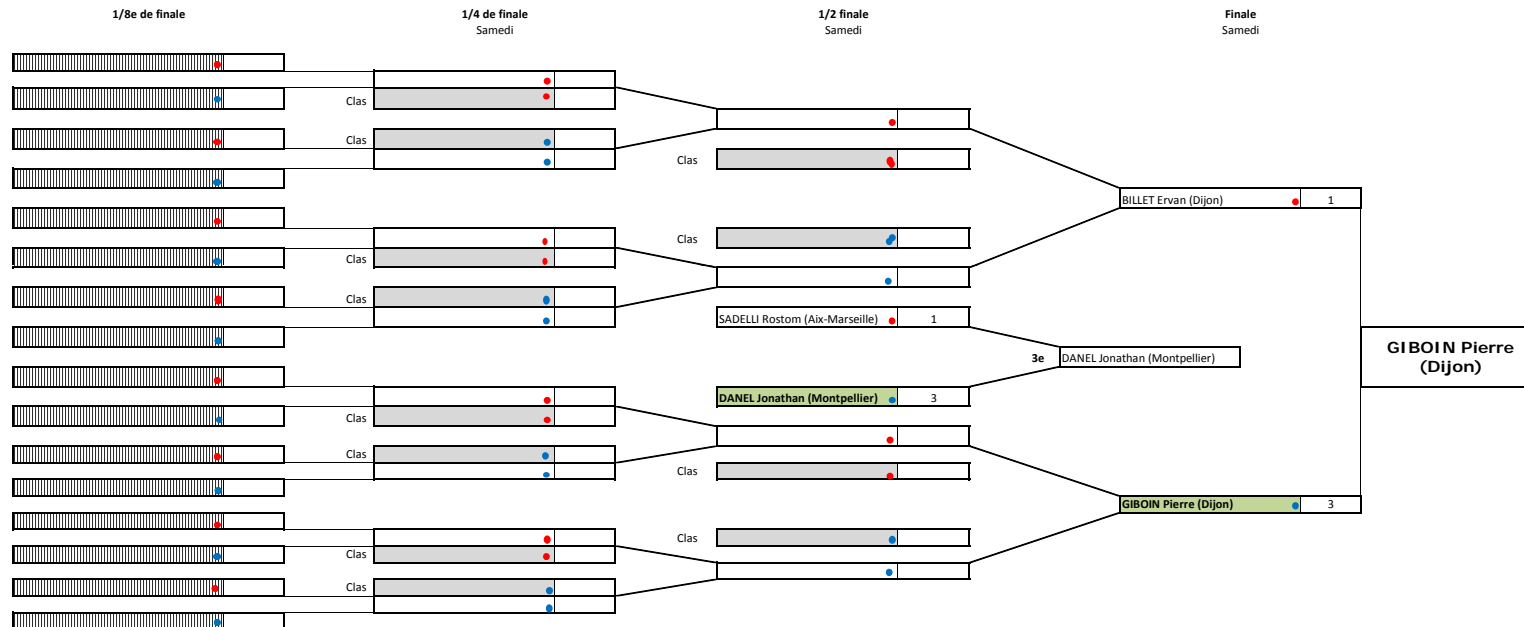 1/8e de finale
1/4 de finale
1/2 finale
Finale
Samedi
Samedi
Samedi
Clas
Clas
Clas
BILLET Ervan (Dijon) 1
Clas
Clas
Clas
SADELLI Rostom (Aix-Marseille) 1
GIBOIN Pierre
(Dijon)
3e DANEL Jonathan (Montpellier)
DANEL Jonathan (Montpellier) 3
Clas
Clas
Clas
GIBOIN Pierre (Dijon) 3
Clas
Clas
Clas